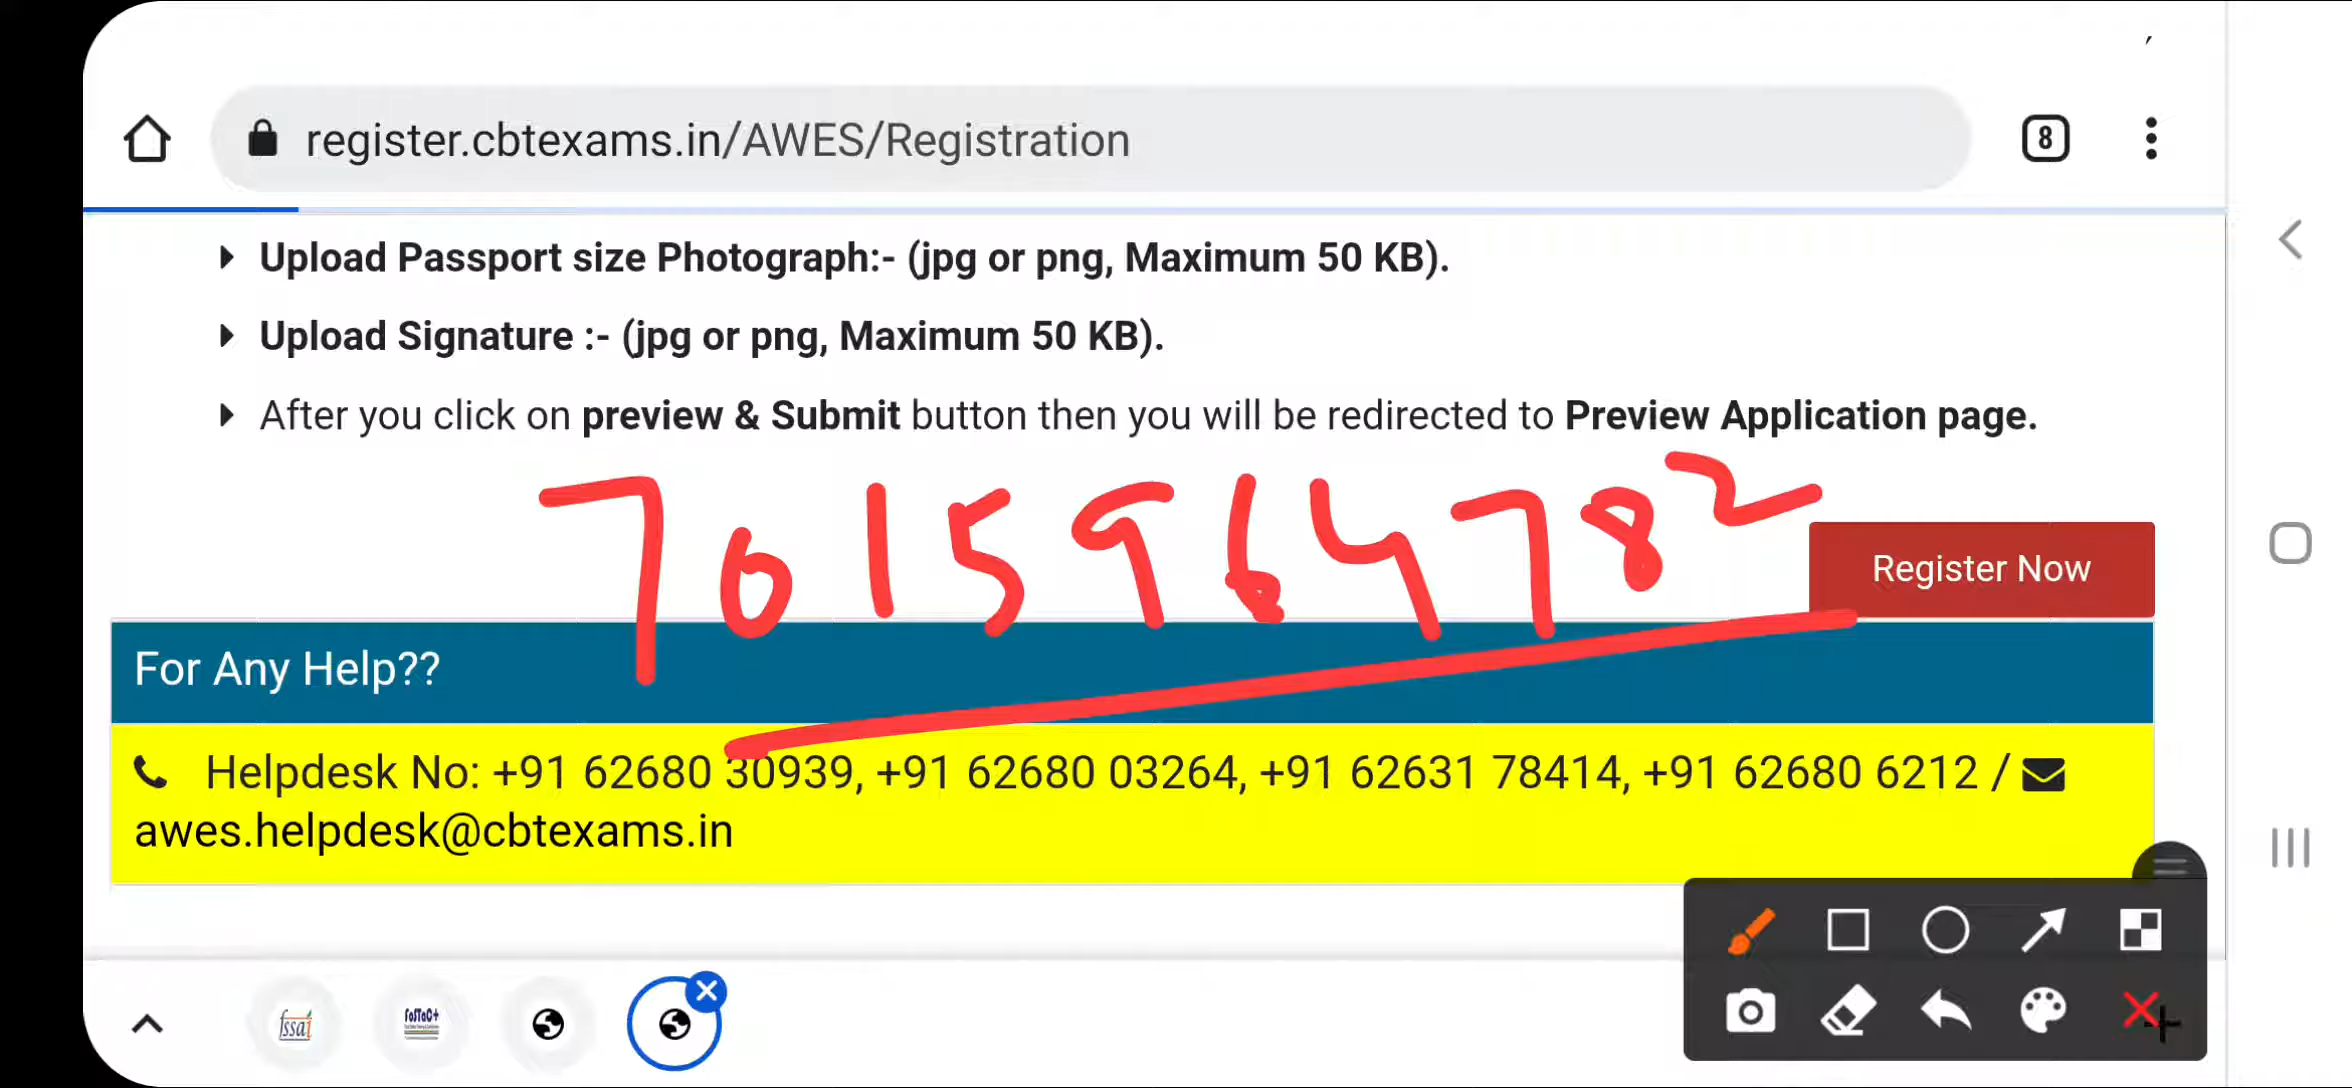 register.cbtexams.in/AWES/Registration
8
Upload Passport size Photograph:- (jpg or png, Maximum 50 KB).
Upload Signature :- (jpg or png, Maximum 50 KB).
After you click on preview & Submit button then you will be redirected to Preview Application page.
7015964782
Register Now
For Any Help??
Helpdesk No: +91 62680 30939, +91 62680 03264, +91 62631 78414, +91 62680 6212 /
awes.helpdesk@cbtexams.in
fssai
FoSTaC+